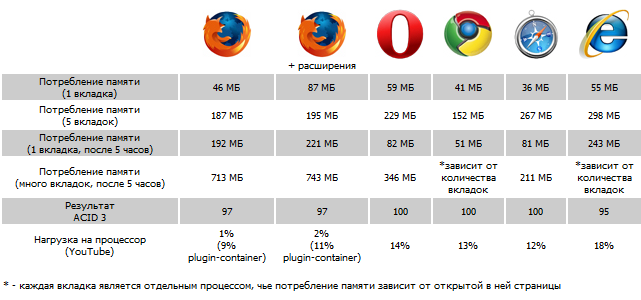 + расширения
Потребление памяти 46 МБ 87 МБ 59 МБ 41 МБ 36 МБ 55 МБ
(1 вкладка)
Потребление памяти 187 МБ 195 МБ 229 МБ 152 МБ 267 МБ 298 МБ
(5 вкладок)
Потребление памяти 192 МБ 221 МБ 82 МБ 51 МБ 81 МБ 243 МБ
(1 вкладка, после 5 часов)
Потребление памяти 713 МБ 743 МБ 346 МБ *зависит от 211 МБ *зависит от
(много вкладок, после 5 часов) количества количества
вкладок вкладок
Результат 97 97 100 100 100 95
ACID 3
Нагрузка на процессор 1% 2% 14% 13% 12% 18%
(YouTube) (9% (11%
plugin-container) plugin-container)
* - каждая вкладка является отдельным процессом, чье потребление памяти зависит от открытой в ней страницы